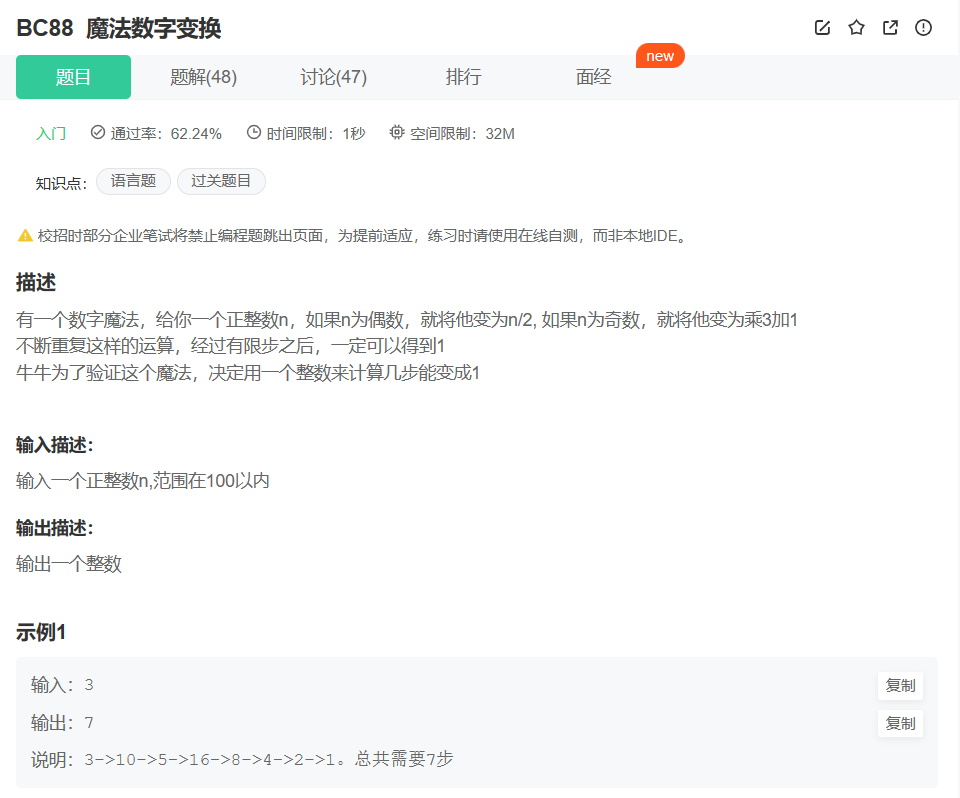 BC88 魔法数字变换
题目 题解(48) 讨论(47) 排行 面经 new
入门 通过率：62.24% 时间限制：1秒 空间限制：32M
知识点： 语言题 过关题目
校招时部分企业笔试将禁止编程题跳出页面，为提前适应，练习时请使用在线自测，而非本地IDE。
描述
有一个数字魔法，给你一个正整数n，如果n为偶数，就将他变为n/2, 如果n为奇数，就将他变为乘3加1
不断重复这样的运算，经过有限步之后，一定可以得到1
牛牛为了验证这个魔法，决定用一个整数来计算几步能变成1
输入描述：
输入一个正整数n,范围在100以内
输出描述：
输出一个整数
示例1
输入：3 复制
输出：7 复制
说明：3->10->5->16->8->4->2->1。总共需要7步